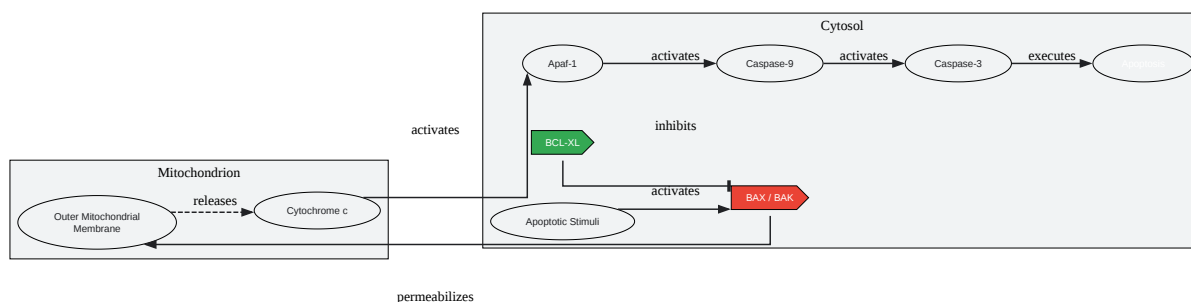 Cytosol
Apaf-1
activates
Caspase-9
activates
Caspase-3
executes
Apoptosis
activates
BCL-XL
inhibits
Mitochondrion
releases
Outer Mitochondrial
Membrane
Cytochrome c
activates
BAX / BAK
Apoptotic Stimuli
permeabilizes